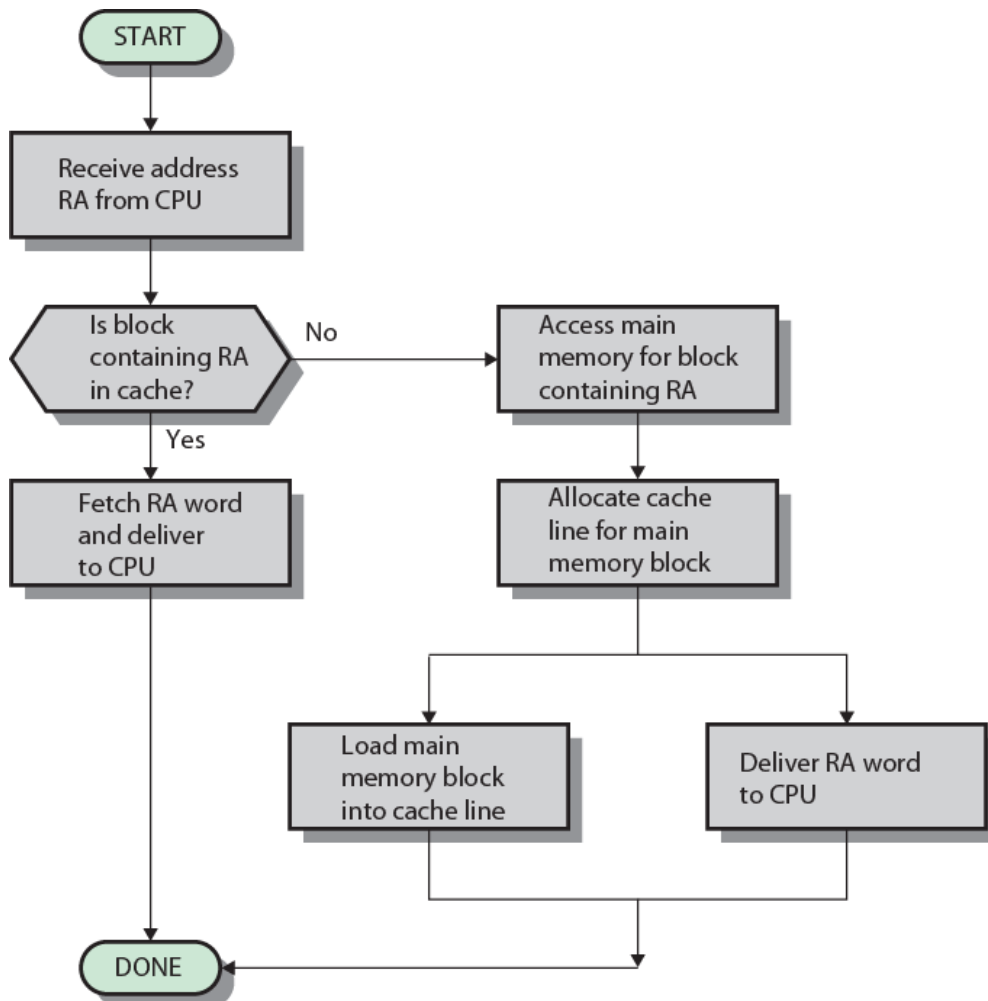 START
Receive address
RA from CPU
Is block
containing RA
in cache?
No
Access main
memory for block
containing RA
Yes
Fetch RA word
and deliver
to CPU
Allocate cache
line for main
memory block
Load main
memory block
into cache line
Deliver RA word
to CPU
DONE